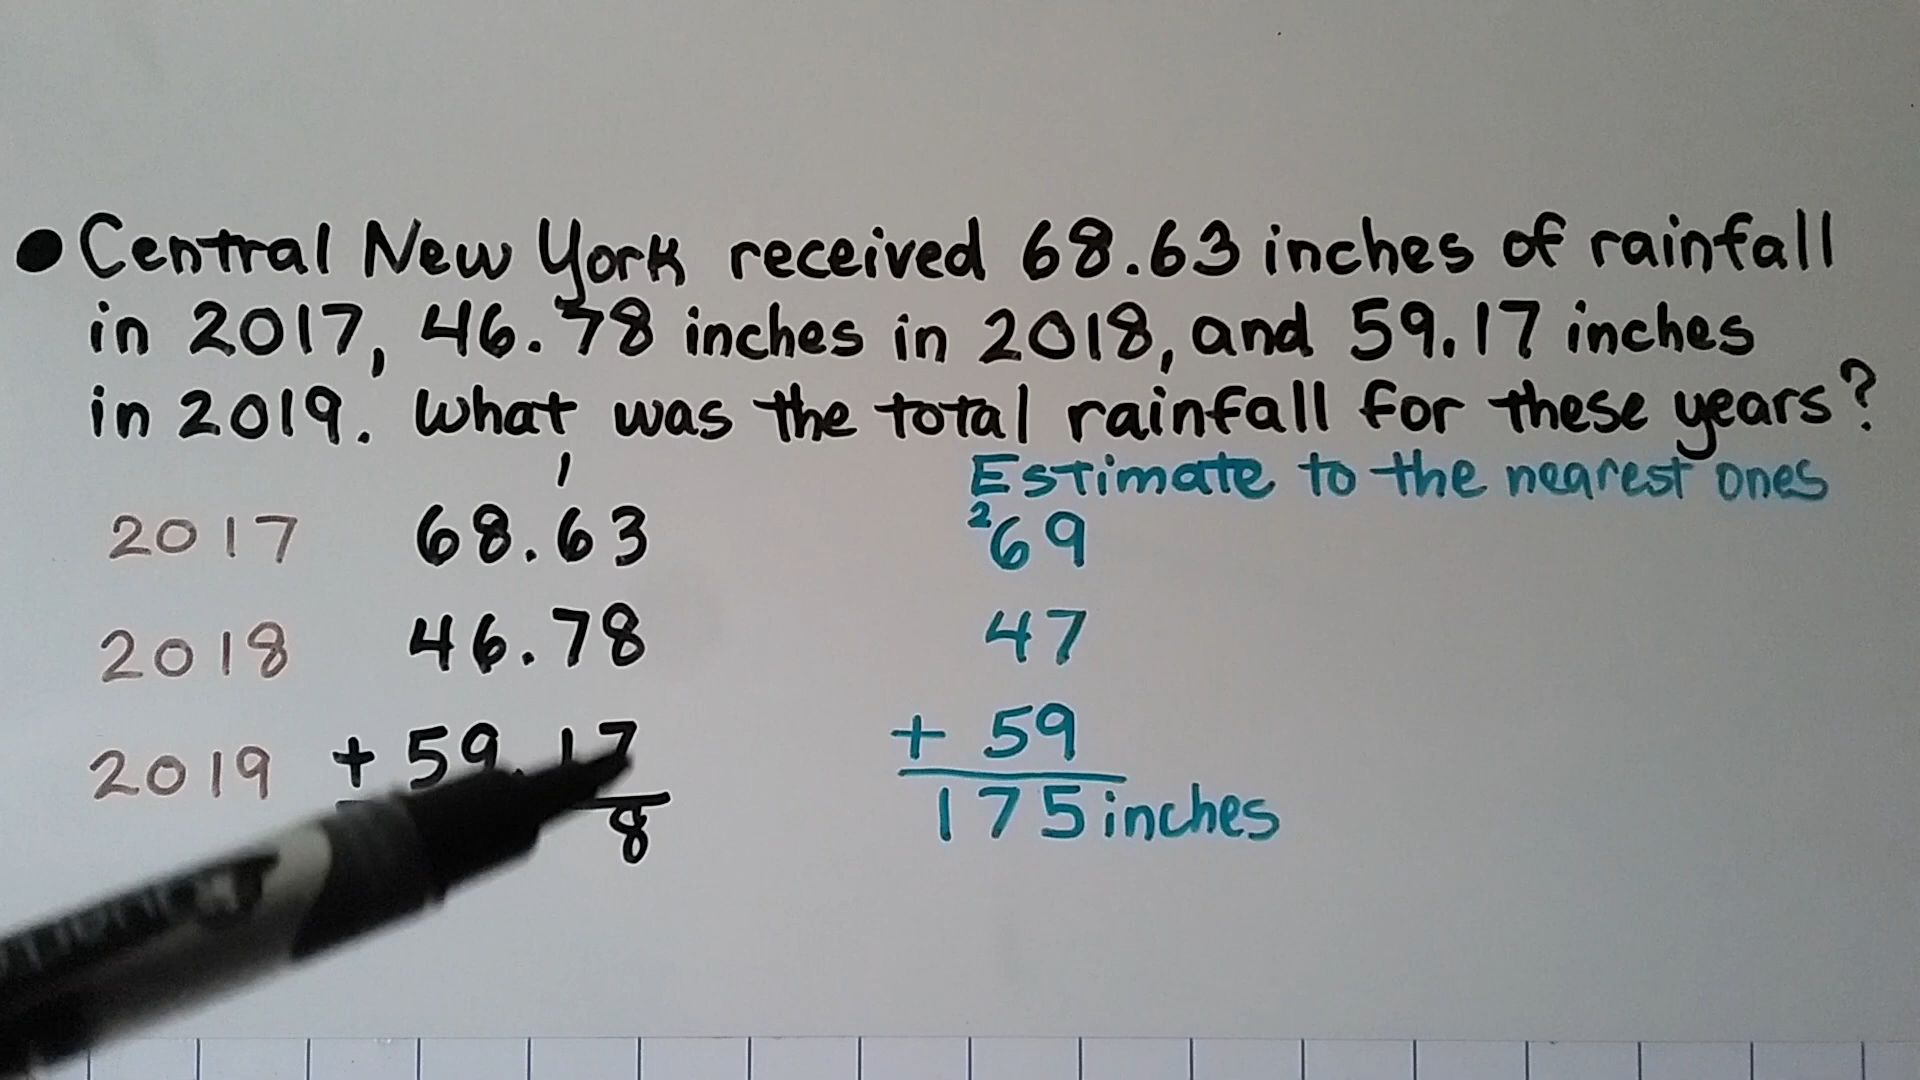 • Central New York received 68.63 inches of rainfall
in 2017, 46.78 inches in 2018, and 59.17 inches
in 2019. What was the total rainfall for these years?
Estimate to the nearest ones
1
2017 68.63
2018 46.78
2019 + 59.17
8
2
69
47
+ 59
175 inches